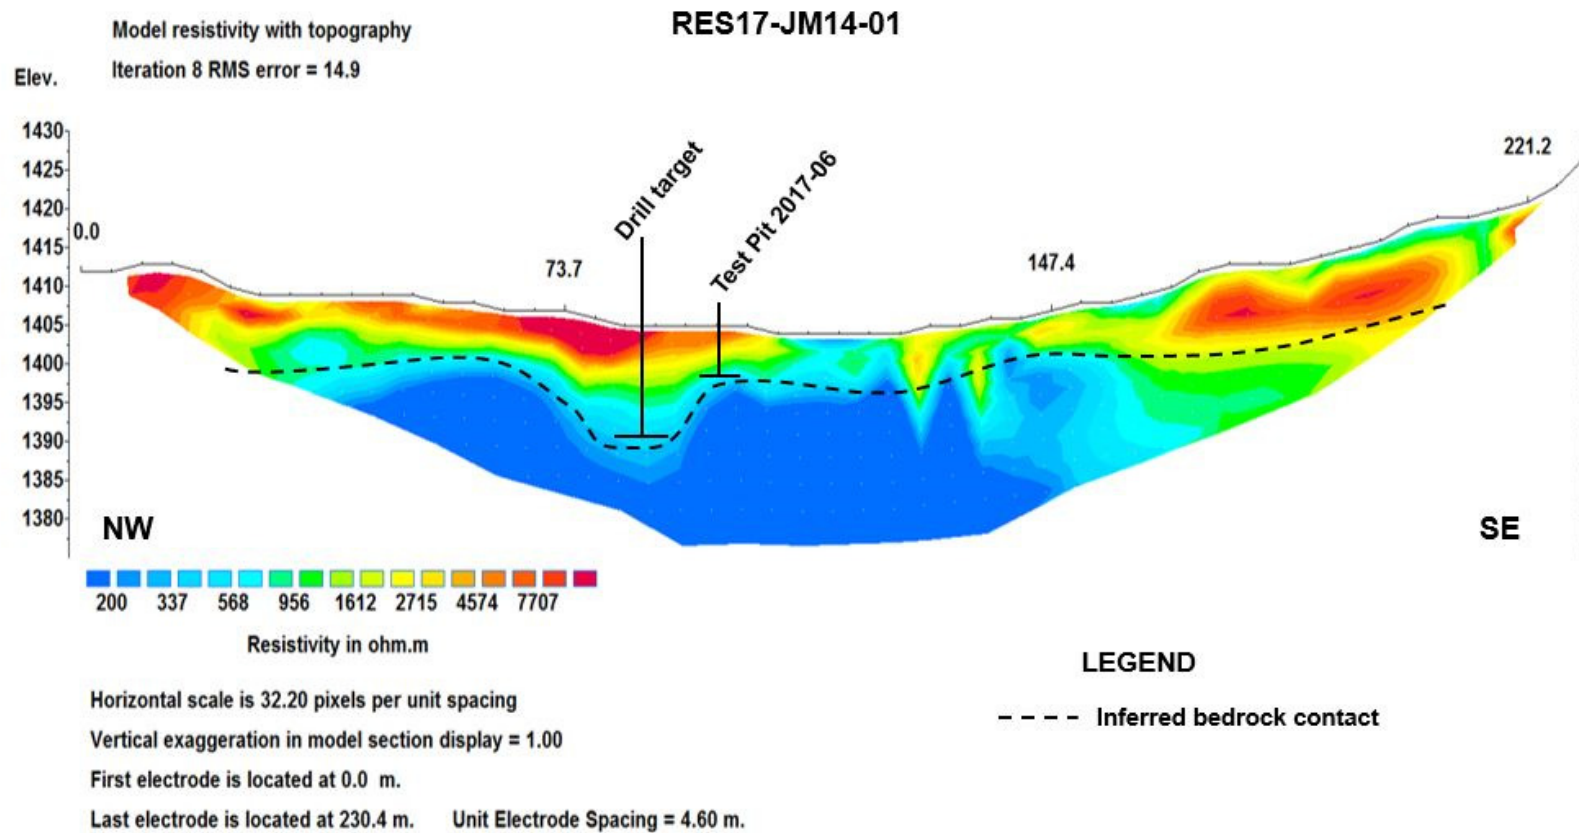 RES17-JM14-01
Model resistivity with topography
Iteration 8 RMS error = 14.9
Elev.
1430
1425
1420
1415
1410
1405
1400
1395
1390
1385
1380
0.0
73.7
147.4
221.2
Drill target
Test Pit 2017-06
NW
SE
200 337 568 956 1612 2715 4574 7707
Resistivity in ohm.m
Horizontal scale is 32.20 pixels per unit spacing
Vertical exaggeration in model section display = 1.00
First electrode is located at 0.0 m.
Last electrode is located at 230.4 m. Unit Electrode Spacing = 4.60 m.
LEGEND
Inferred bedrock contact